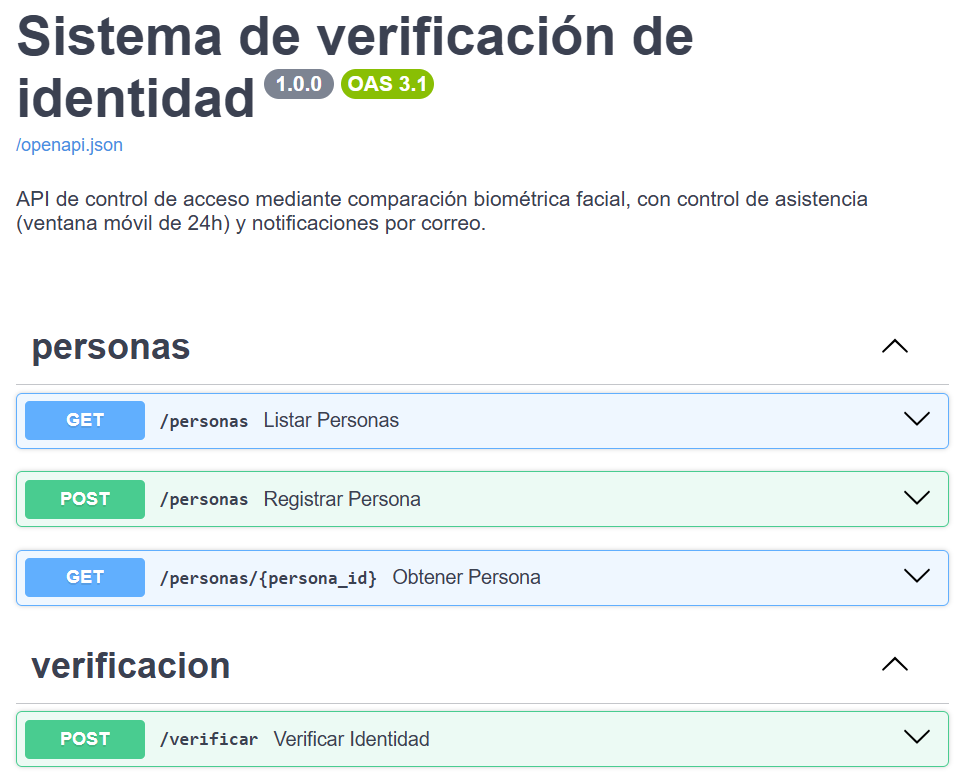 Sistema de verificación de
identidad 1.0.0 OAS 3.1
/openapi.json
API de control de acceso mediante comparación biométrica facial, con control de asistencia
(ventana móvil de 24h) y notificaciones por correo.
personas
GET /personas Listar Personas
POST /personas Registrar Persona
GET /personas/{persona_id} Obtener Persona
verificacion
POST /verificar Verificar Identidad